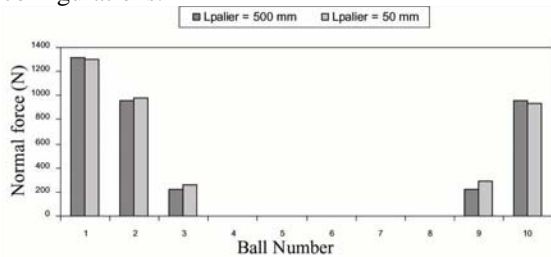 configurations.
Lpalier = 500 mm Lpalier = 50 mm
Normal force (N)
1400
1200
1000
800
600
400
200
0
1 2 3 4 5 6 7 8 9 10
Ball Number